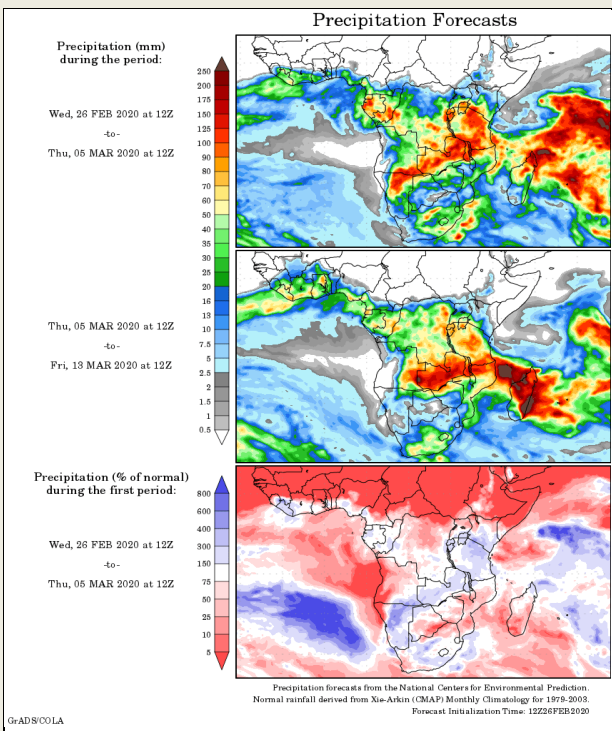 Precipitation Forecasts
Precipitation (mm)
during the period:
Wed, 26 FEB 2020 at 12Z
-to-
Thu, 05 MAR 2020 at 12Z
250
200
175
150
125
100
90
80
70
60
50
40
35
30
25
20
16
13
10
7.5
5
2.5
2
1.5
1
0.5
Thu, 05 MAR 2020 at 12Z
-to-
Fri, 13 MAR 2020 at 12Z
Precipitation (% of normal)
during the first period:
Wed, 26 FEB 2020 at 12Z
-to-
Thu, 05 MAR 2020 at 12Z
800
600
400
300
150
75
50
25
10
5
Precipitation forecasts from the National Centers for Environmental Prediction.
Normal rainfall derived from Xie-Arkin (CMAP) Monthly Climatology for 1979-2003.
Forecast Initialization Time: 12Z26FEB2020
GrADS/COLA